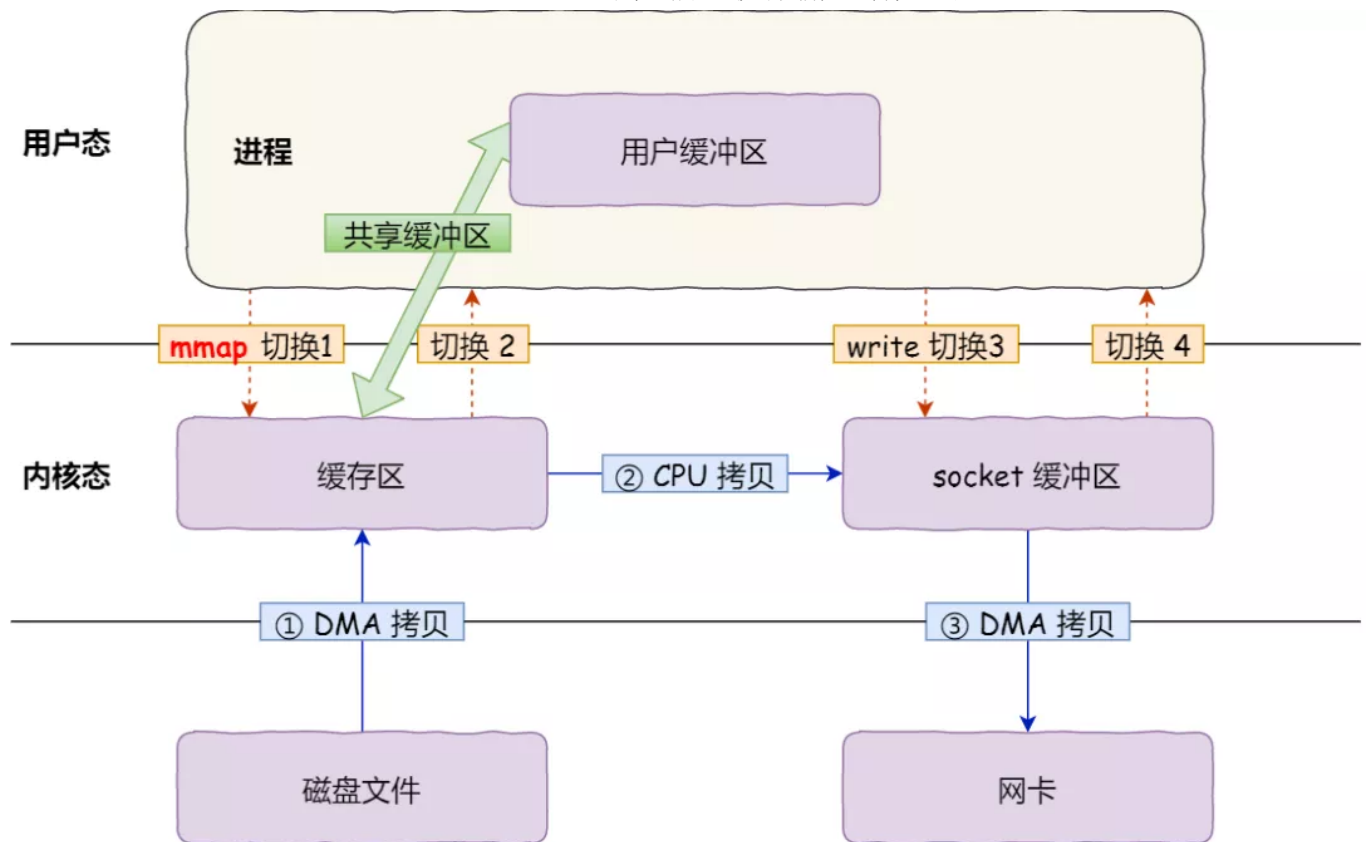 用户态
进程
用户缓冲区
共享缓冲区
mmap 切换1
切换 2
write 切换3
切换 4
内核态
缓存区
② CPU 拷贝
socket 缓冲区
① DMA 拷贝
③ DMA 拷贝
磁盘文件
网卡